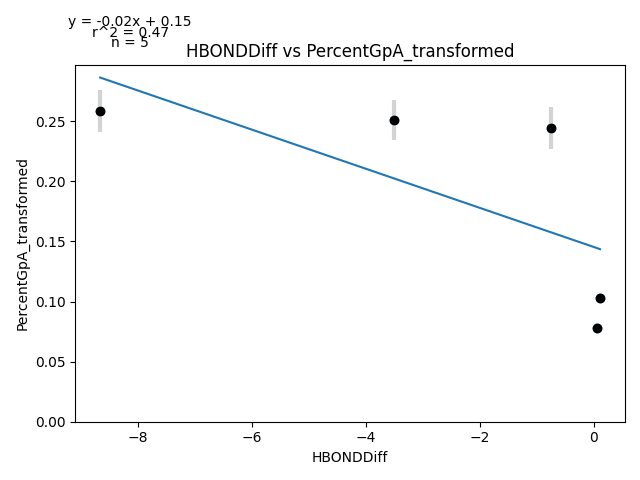 y = -0.02x + 0.15
r^2 = 0.47
n = 5
HBONDDiff vs PercentGpA_transformed
PercentGpA_transformed
0.25
0.20
0.15
0.10
0.05
0.00
−8
−6
−4
−2
0
HBONDDiff